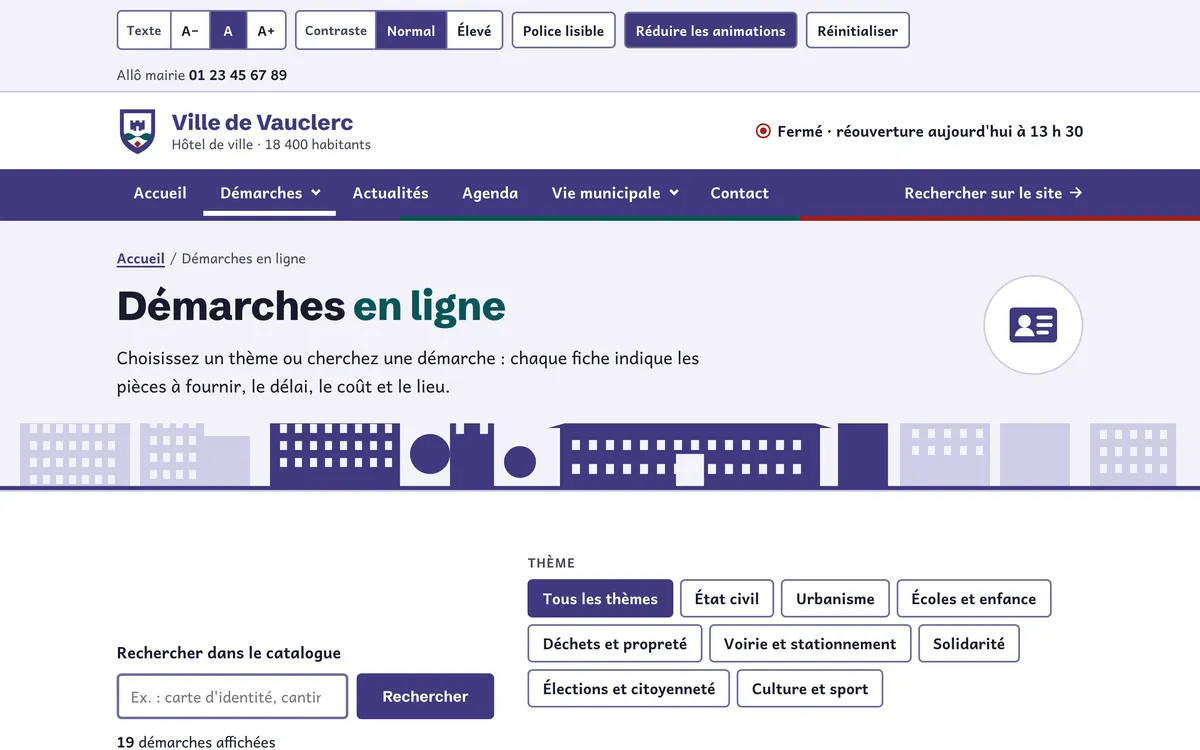 Texte A− A A+ Contraste Normal Élevé Police lisible Réduire les animations Réinitialiser
Allô mairie 01 23 45 67 89
Ville de Vauclerc
Hôtel de ville · 18 400 habitants
Fermé · réouverture aujourd'hui à 13 h 30
Accueil Démarches Actualités Agenda Vie municipale Contact Rechercher sur le site →
Accueil / Démarches en ligne
Démarches en ligne
Choisissez un thème ou cherchez une démarche : chaque fiche indique les
pièces à fournir, le délai, le coût et le lieu.
THÈME
Tous les thèmes État civil Urbanisme Écoles et enfance
Déchets et propreté Voirie et stationnement Solidarité
Élections et citoyenneté Culture et sport
Rechercher dans le catalogue
Ex. : carte d'identité, cantir Rechercher
19 démarches affichées